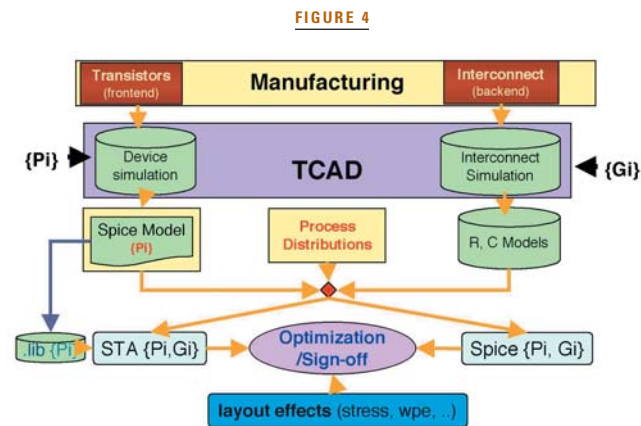 FIGURE 4
Transistors
(frontend)
Manufacturing
Interconnect
(backend)
{Pi}
Device
simulation
TCAD
Interconnect
Simulation
{Gi}
Spice Model
{Pi}
Process
Distributions
R, C Models
.lib {Pi}
STA {Pi,Gi}
Optimization
/Sign-off
Spice {Pi, Gi}
layout effects (stress, wpe, ..)